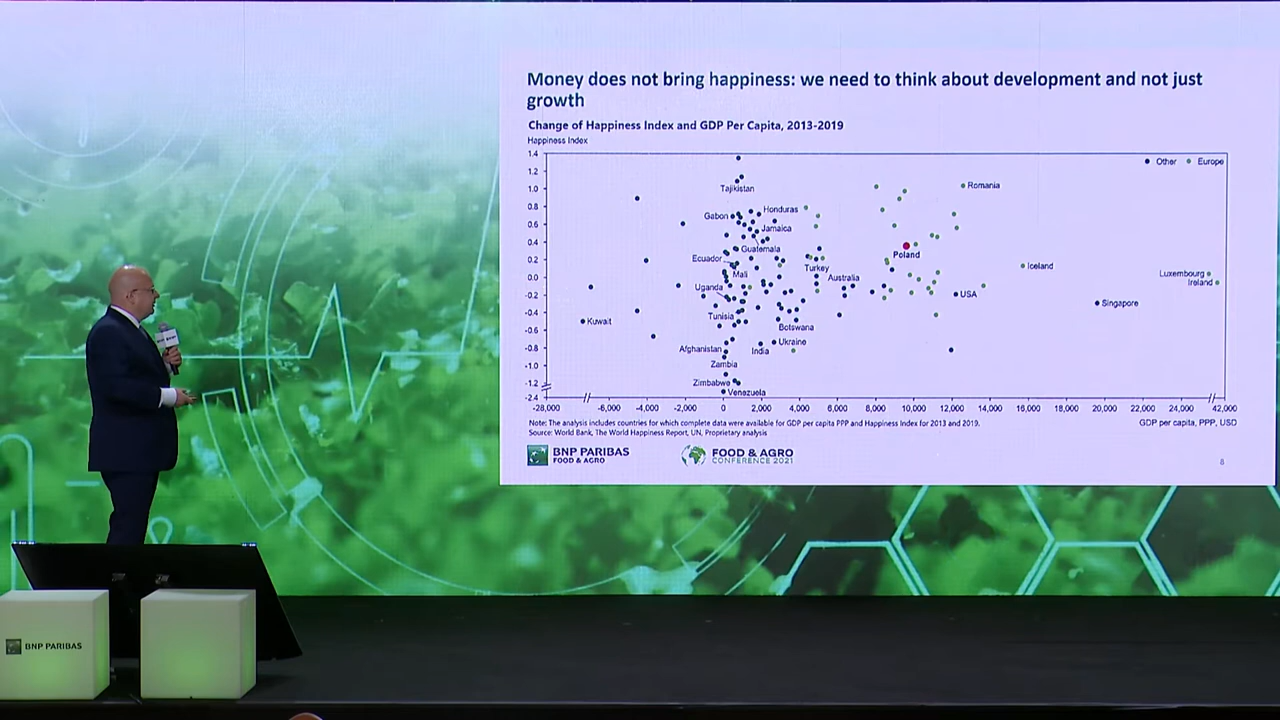 Money does not bring happiness: we need to think about development and not just
growth
Change of Happiness Index and GDP Per Capita, 2013-2019
Happiness Index
1.4
1.2
1.0
0.8
0.6
0.4
0.2
0.0
-0.2
-0.4
-0.6
-0.8
-1.0
-1.2
-2.4
Other
Europe
Tajikistan
Romania
Gabon
Honduras
Jamaica
Guatemala
Ecuador
Poland
Mali
Turkey
Iceland
Australia
Luxembourg
Ireland
Uganda
USA
Singapore
Kuwait
Tunisia
Botswana
Ukraine
Afghanistan
India
Zambia
Zimbabwe
Venezuela
-28,000
-6,000
-4,000
-2,000
0
2,000
4,000
6,000
8,000
10,000
12,000
14,000
16,000
18,000
20,000
22,000
24,000
42,000
GDP per capita, PPP, USD
Note: The analysis includes countries for which complete data were available for GDP per capita PPP and Happiness Index for 2013 and 2019.
Source: World Bank, The World Happiness Report, UN, Proprietary analysis
BNP PARIBAS
FOOD & AGRO
FOOD & AGRO
CONFERENCE 2021
8
BNP PARIBAS